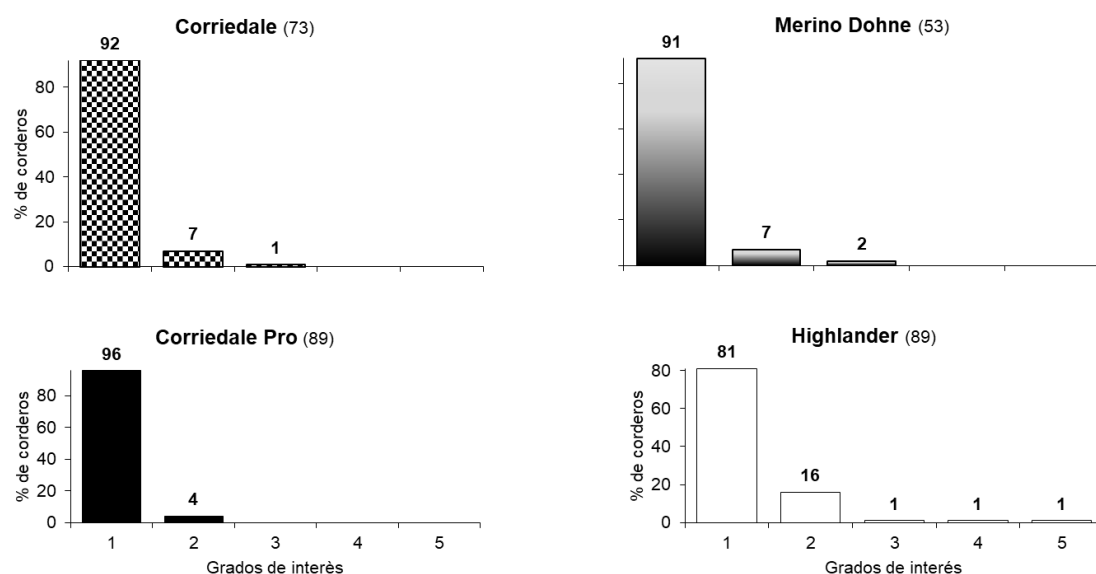 Corriedale (73)
92
80
60
40
20
0
% de corderos
7
1
Merino Dohne (53)
91
7
2
Corriedale Pro (89)
96
80
60
40
20
0
% de corderos
4
1 2 3 4 5
Grados de interès
Highlander (89)
81
80
60
40
20
0
% de corderos
16
1
1
1
1 2 3 4 5
Grados de interés